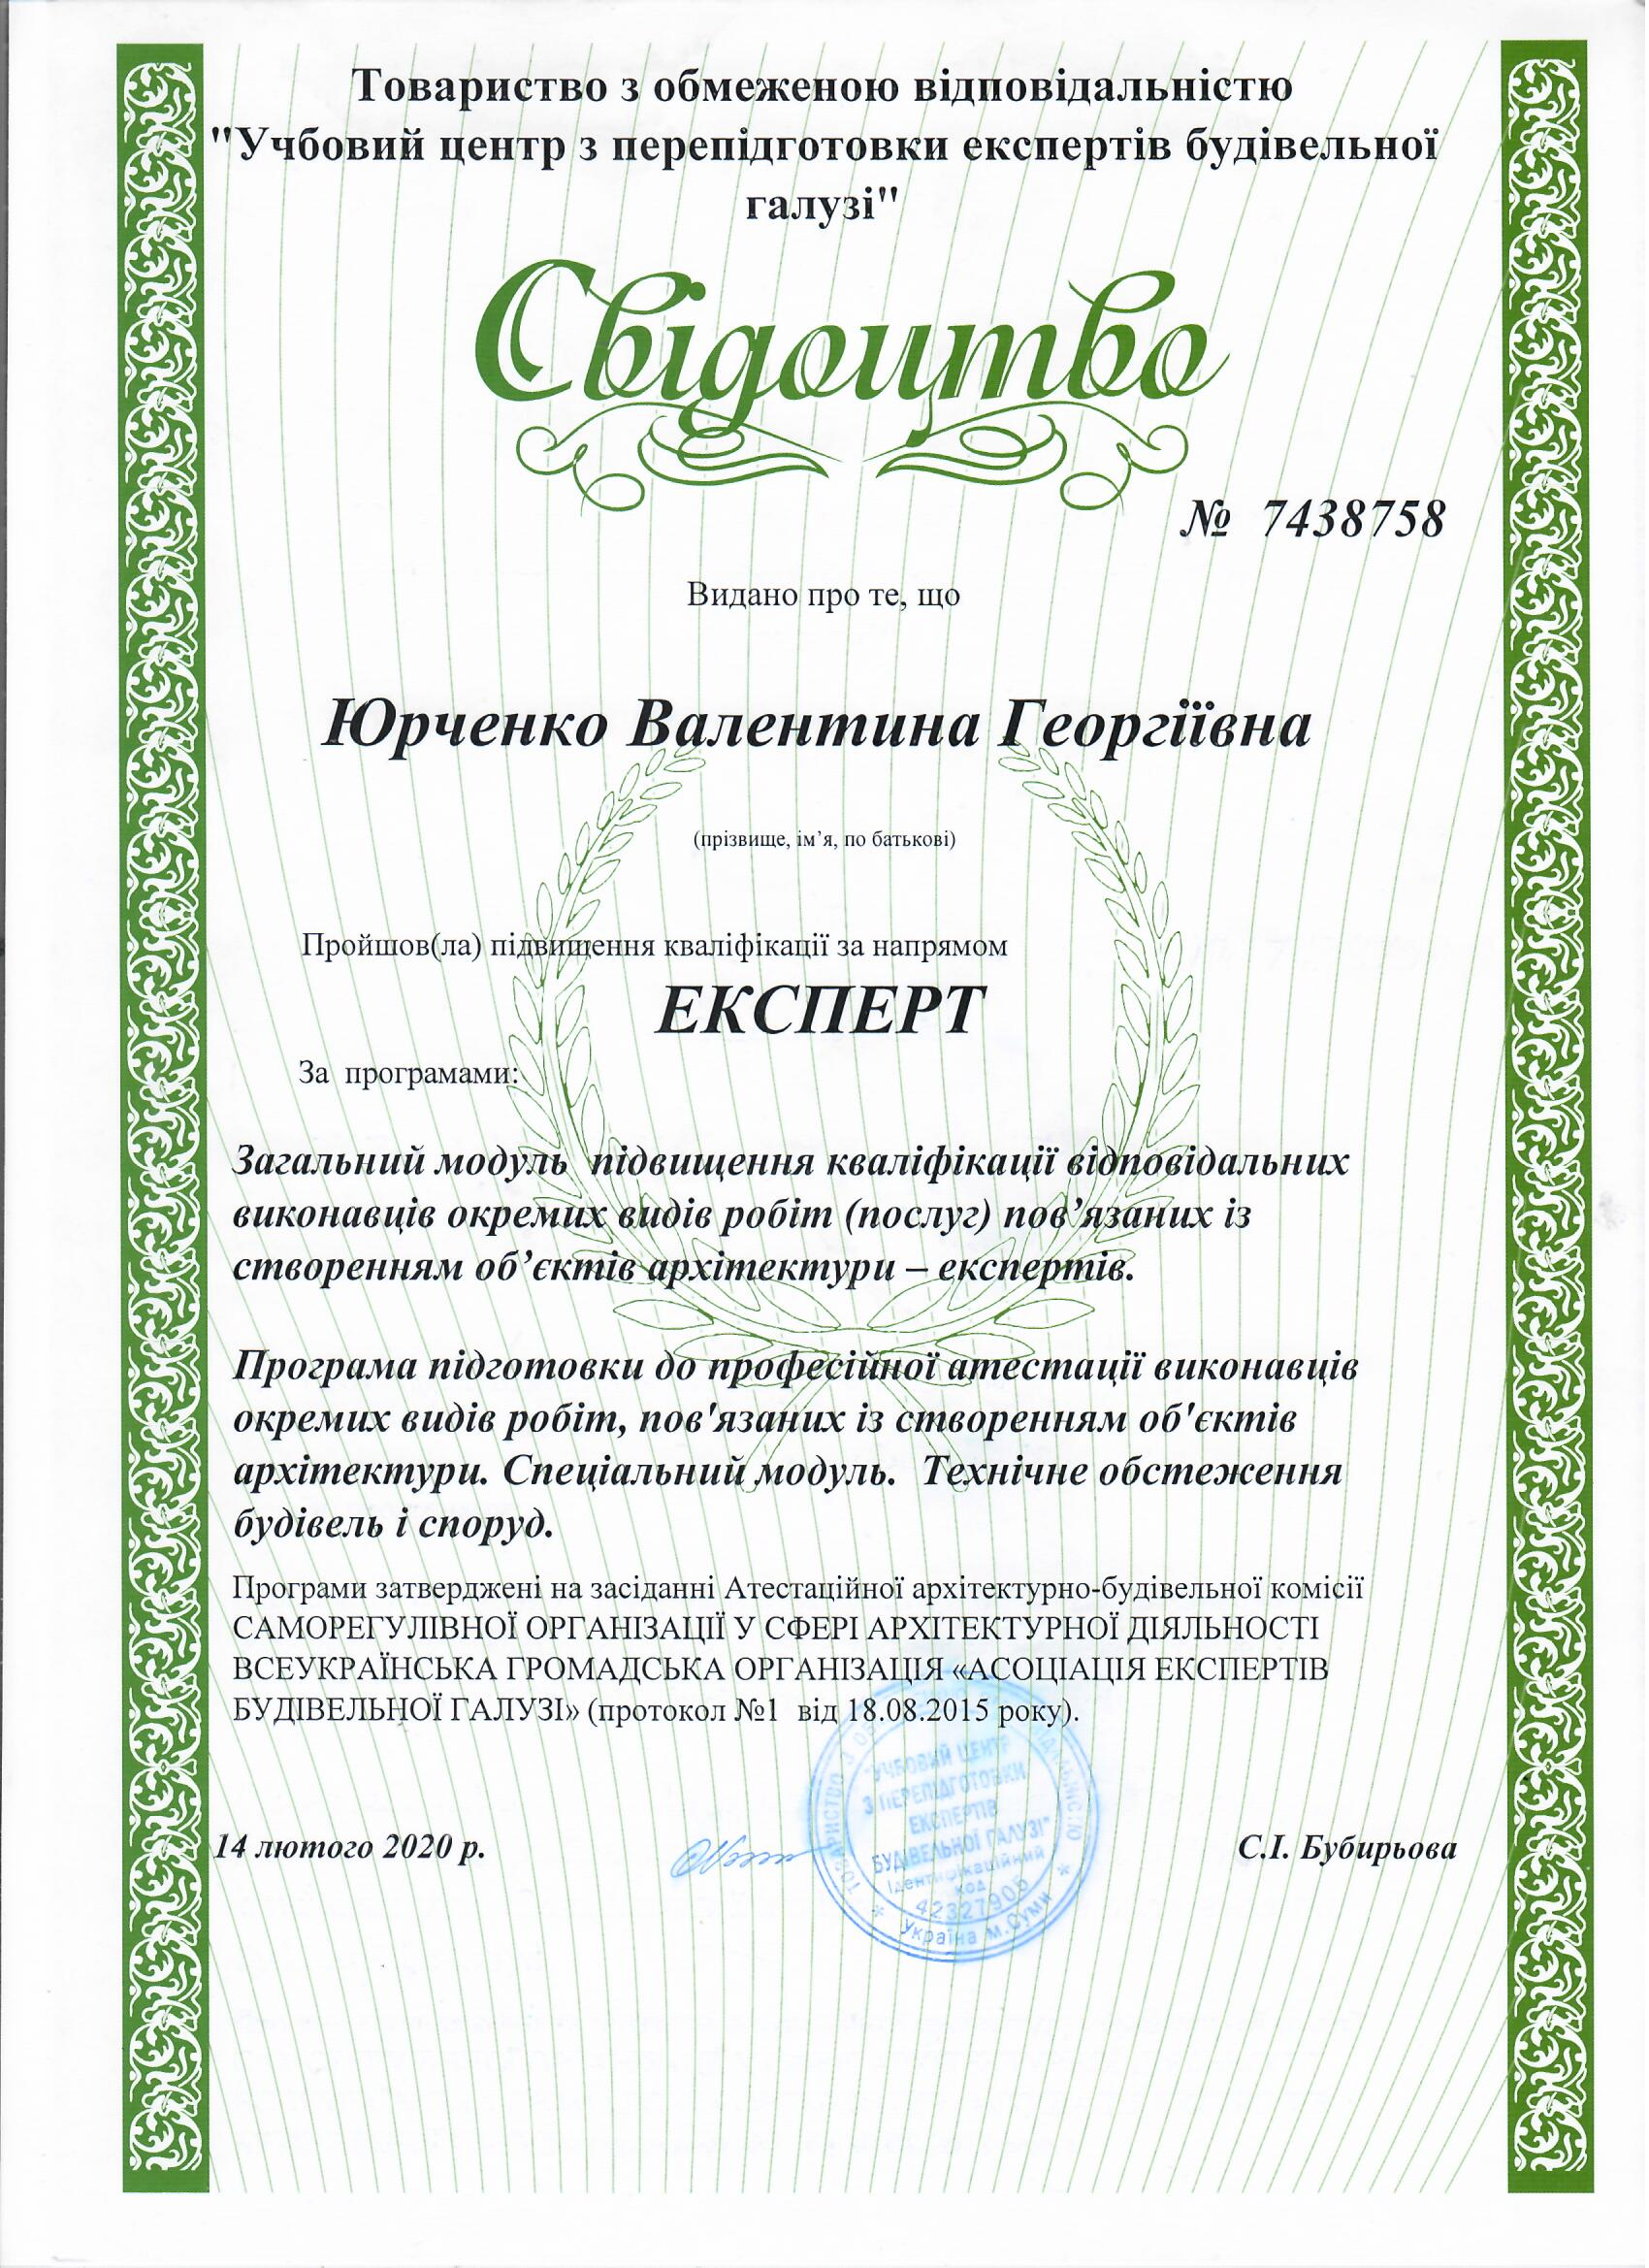 Товариство з обмеженою відповідальністю
"Учбовий центр з перепідготовки експертів будівельної
галузі"
Свідоцтво
№ 7438758
Видано про те, що
Юрченко Валентина Георгіївна
(прізвище, ім’я, по батькові)
Пройшов(ла) підвищення кваліфікації за напрямом
ЕКСПЕРТ
За програмами:
Загальний модуль підвищення кваліфікації відповідальних
виконавців окремих видів робіт (послуг) пов’язаних із
створенням об’єктів архітектури – експертів.
Програма підготовки до професійної атестації виконавців
окремих видів робіт, пов'язаних із створенням об'єктів
архітектури. Спеціальний модуль. Технічне обстеження
будівель і споруд.
Програми затверджені на засіданні Атестаційної архітектурно-будівельної комісії
САМОРЕГУЛІВНОЇ ОРГАНІЗАЦІЇ У СФЕРІ АРХІТЕКТУРНОЇ ДІЯЛЬНОСТІ
ВСЕУКРАЇНСЬКА ГРОМАДСЬКА ОРГАНІЗАЦІЯ «АСОЦІАЦІЯ ЕКСПЕРТІВ
БУДІВЕЛЬНОЇ ГАЛУЗІ» (протокол №1 від 18.08.2015 року).
"УЧБОВИЙ ЦЕНТР
З ПЕРЕПІДГОТОВКИ
ЕКСПЕРТІВ
БУДІВЕЛЬНОЇ ГАЛУЗІ"
Ідентифікаційний
код
42327905
* Україна м.Суми *
14 лютого 2020 р.
С.І. Бубирьова